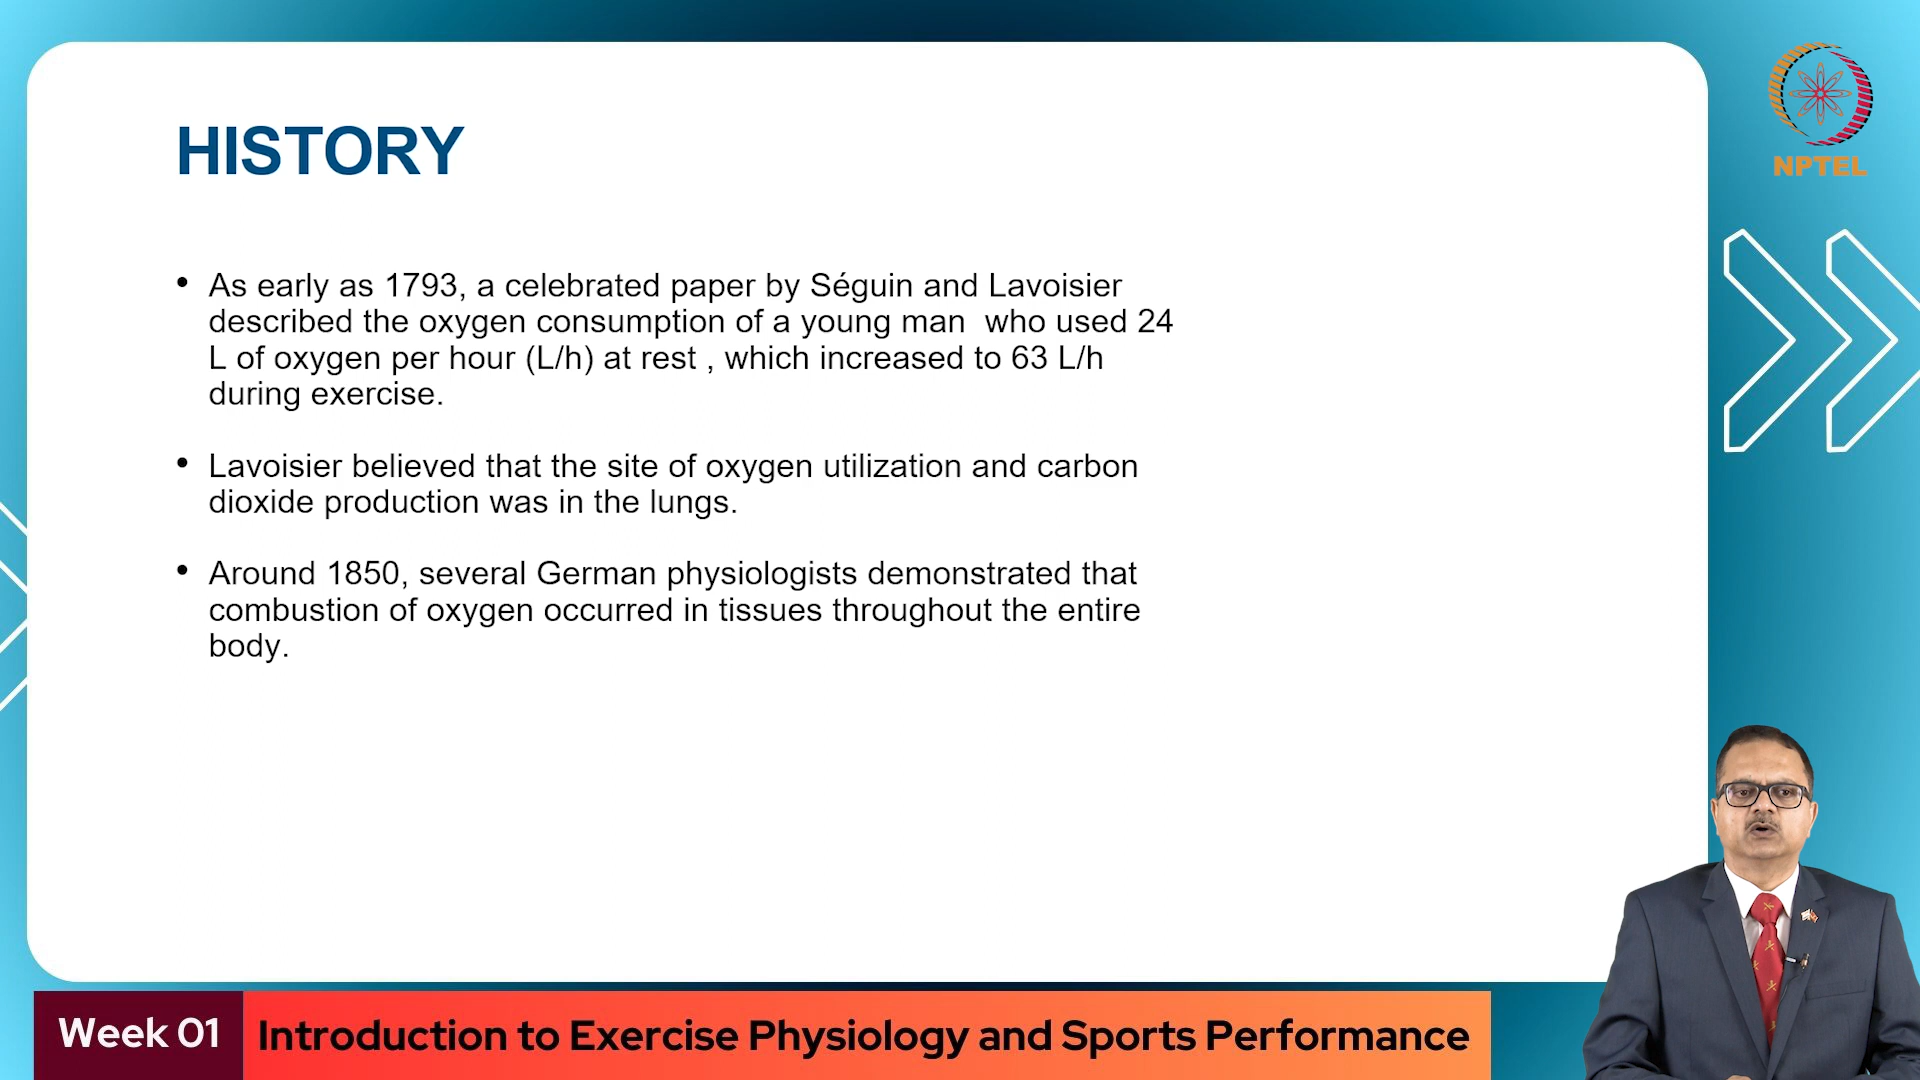 HISTORY
NPTEL
• As early as 1793, a celebrated paper by Séguin and Lavoisier
described the oxygen consumption of a young man  who used 24
L of oxygen per hour (L/h) at rest , which increased to 63 L/h
during exercise.
• Lavoisier believed that the site of oxygen utilization and carbon
dioxide production was in the lungs.
• Around 1850, several German physiologists demonstrated that
combustion of oxygen occurred in tissues throughout the entire
body.
Week 01
Introduction to Exercise Physiology and Sports Performance